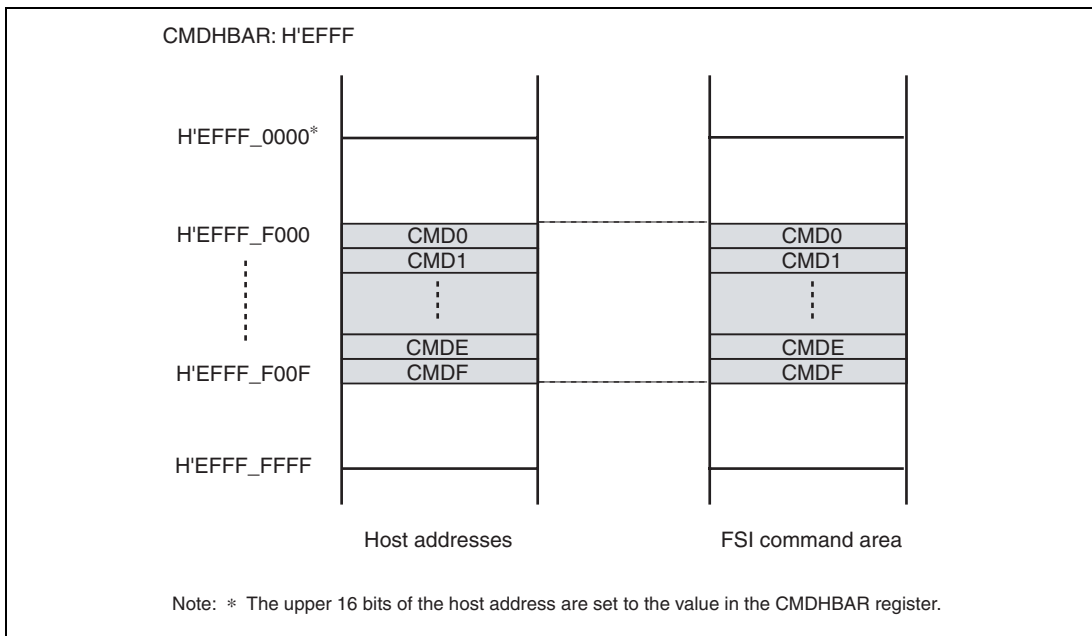 CMDHBAR: H'EFFF
H'EFFF_0000*
H'EFFF_F000
CMD0
CMD0
CMD1
CMD1
CMDE
CMDE
H'EFFF_F00F
CMDF
CMDF
H'EFFF_FFFF
Host addresses
FSI command area
Note: * The upper 16 bits of the host address are set to the value in the CMDHBAR register.